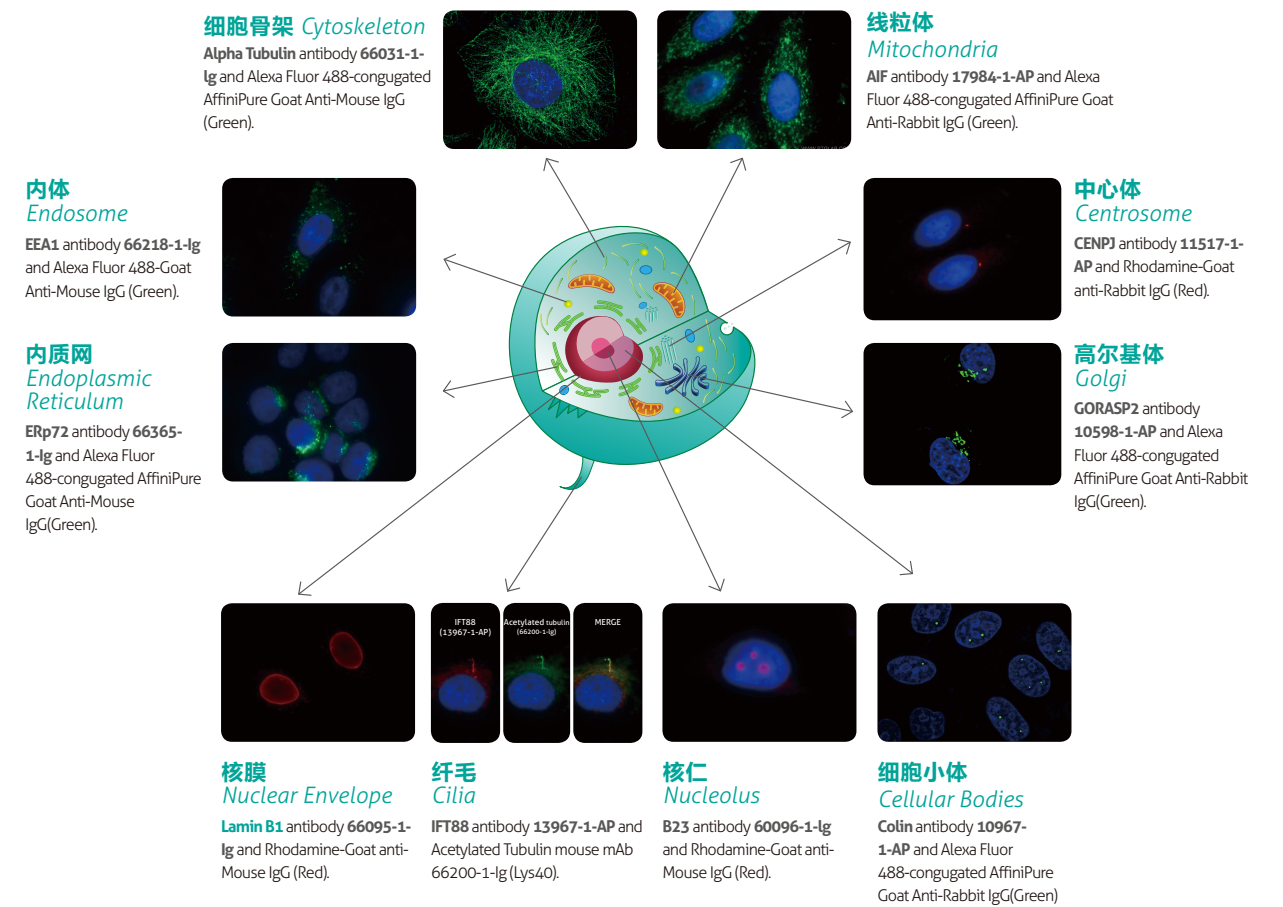 细胞骨架 Cytoskeleton
Alpha Tubulin antibody 66031-1-
Ig and Alexa Fluor 488-congugated
AffiniPure Goat Anti-Mouse IgG
(Green).
线粒体
Mitochondria
AIF antibody 17984-1-AP and Alexa
Fluor 488-congugated AffiniPure Goat
Anti-Rabbit IgG (Green).
内体
Endosome
EEA1 antibody 66218-1-Ig
and Alexa Fluor 488-Goat
Anti-Mouse IgG (Green).
中心体
Centrosome
CENPJ antibody 11517-1-
AP and Rhodamine-Goat
anti-Rabbit IgG (Red).
内质网
Endoplasmic
Reticulum
ERp72 antibody 66365-
1-Ig and Alexa Fluor
488-congugated AffiniPure
Goat Anti-Mouse
IgG(Green).
高尔基体
Golgi
GORASP2 antibody
10598-1-AP and Alexa
Fluor 488-congugated
AffiniPure Goat Anti-Rabbit
IgG(Green).
IFT88
(13967-1-AP)
Acetylated tubulin
(66200-1-Ig)
MERGE
核膜
Nuclear Envelope
Lamin B1 antibody 66095-1-
Ig and Rhodamine-Goat anti-
Mouse IgG (Red).
纤毛
Cilia
IFT88 antibody 13967-1-AP and
Acetylated Tubulin mouse mAb
66200-1-Ig (Lys40).
核仁
Nucleolus
B23 antibody 60096-1-lg
and Rhodamine-Goat anti-
Mouse IgG (Red).
细胞小体
Cellular Bodies
Colin antibody 10967-
1-AP and Alexa Fluor
488-congugated AffiniPure
Goat Anti-Rabbit IgG(Green)